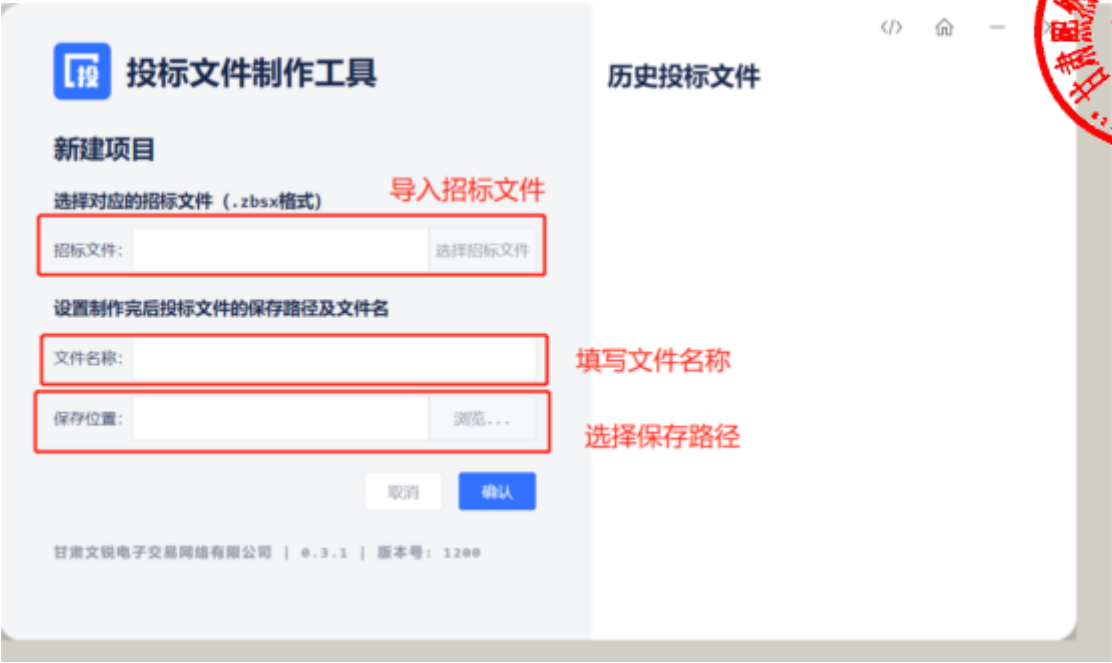 投标文件制作工具
新建项目
选择对应的招标文件（.zbsx格式）
导入招标文件
招标文件：
选择招标文件
设置制作完后投标文件的保存路径及文件名
文件名称：
填写文件名称
保存位置：
浏览...
选择保存路径
取消
确认
甘肃文锐电子交易网络有限公司 | 0.3.1 | 版本号：1200
历史投标文件